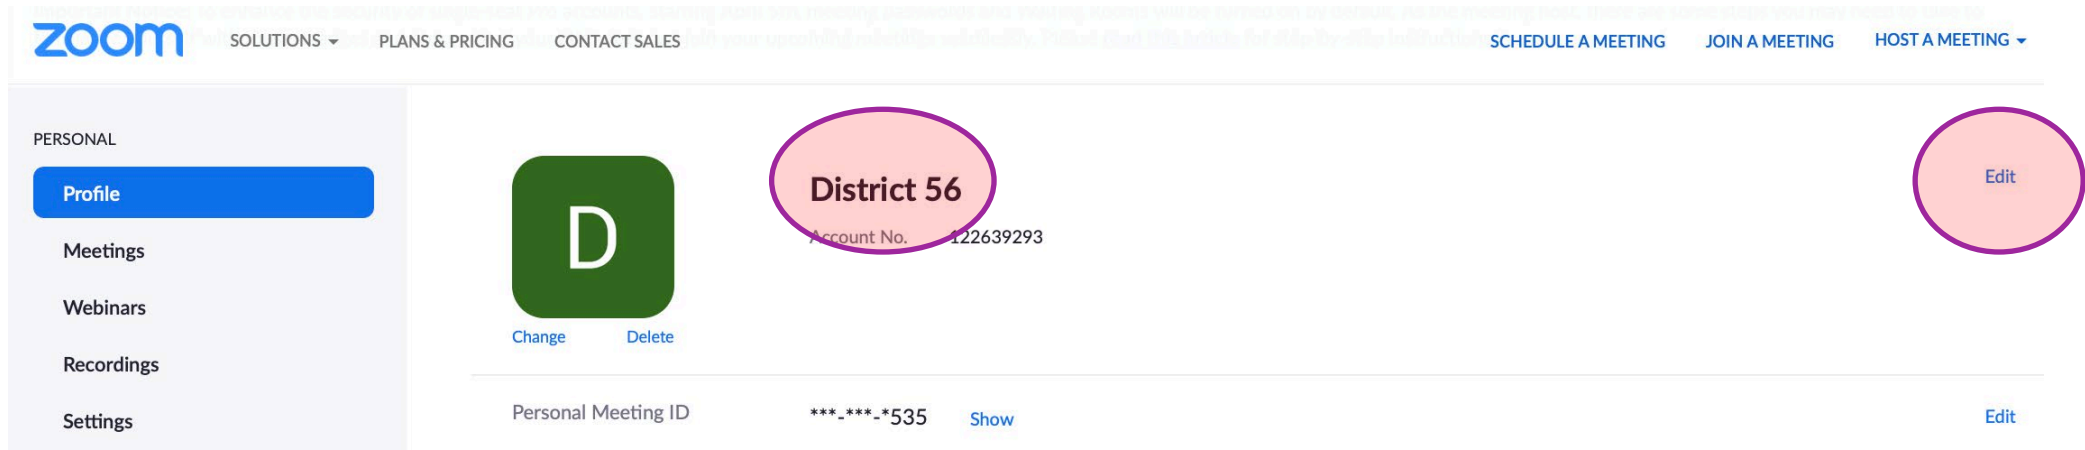 zoom
SOLUTIONS PLANS & PRICING CONTACT SALES SCHEDULE A MEETING JOIN A MEETING HOST A MEETING
PERSONAL
Profile
Meetings
Webinars
Recordings
Settings
D
Change Delete
District 56
Edit
Account No. 122639293
Personal Meeting ID ***-***-*535 Show Edit